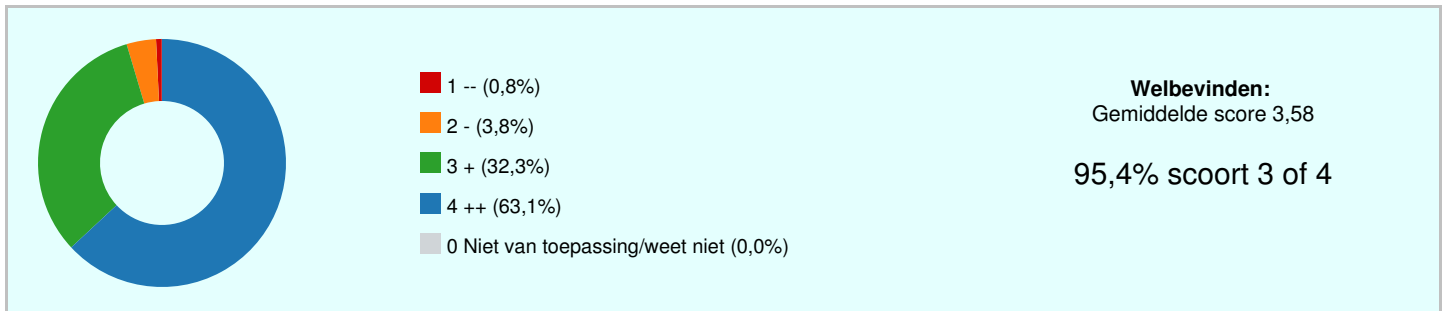 1 -- (0,8%)
2 - (3,8%)
3 + (32,3%)
4 ++ (63,1%)
0 Niet van toepassing/weet niet (0,0%)
Welbevinden:
Gemiddelde score 3,58
95,4% scoort 3 of 4